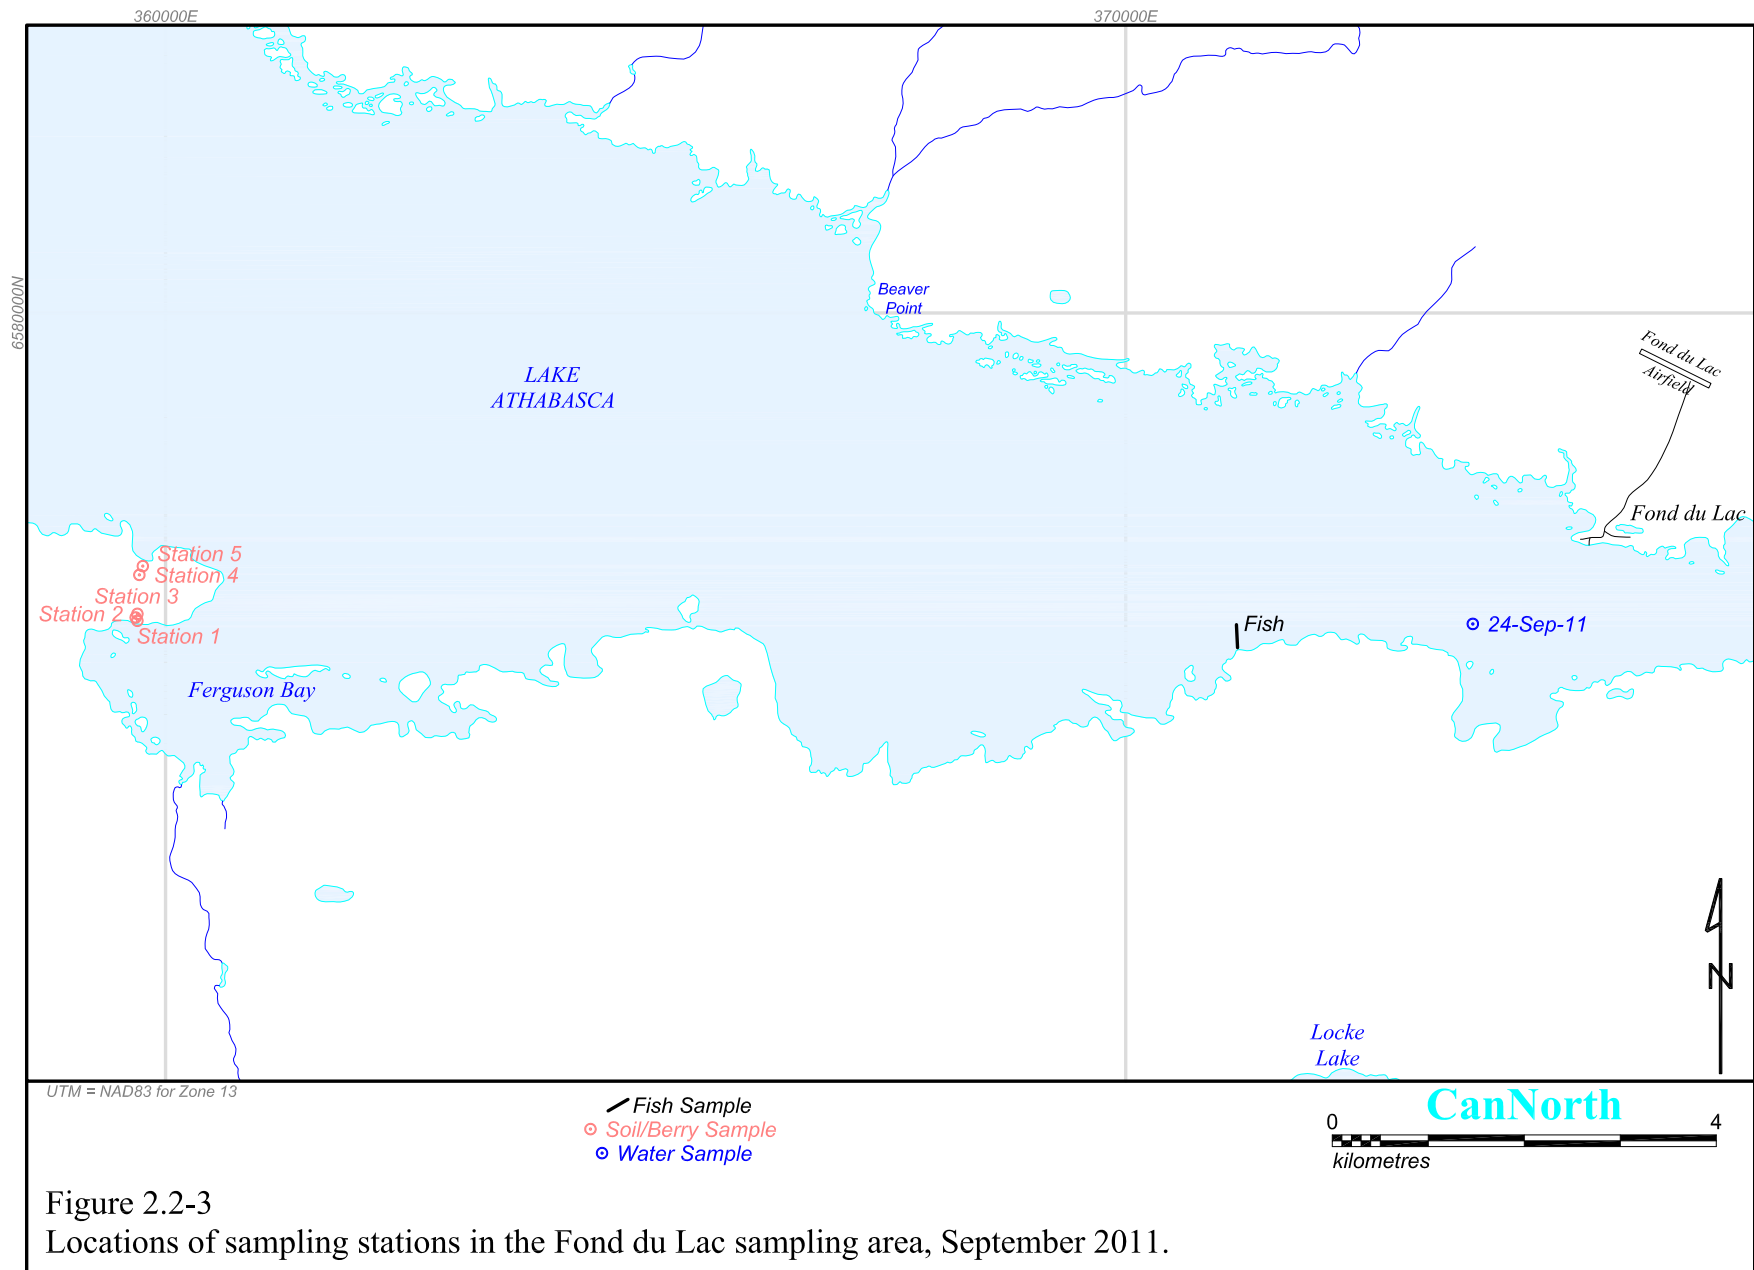 360000E
370000E
6580000N
Beaver
Point
LAKE
ATHABASCA
Fond du Lac
Airfield
Fond du Lac
Station 5
Station 4
Station 3
Station 2
Station 1
Fish
24-Sep-11
Ferguson Bay
Locke
Lake
N
UTM = NAD83 for Zone 13
Fish Sample
Soil/Berry Sample
Water Sample
CanNorth
0 4
kilometres
Figure 2.2-3
Locations of sampling stations in the Fond du Lac sampling area, September 2011.